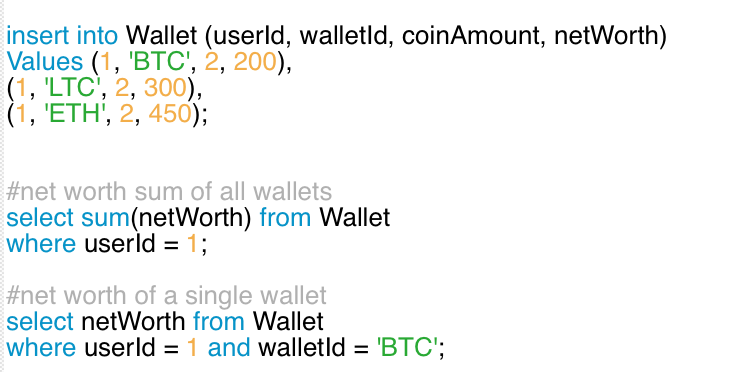 insert into Wallet (userId, walletId, coinAmount, netWorth)
Values (1, 'BTC', 2, 200),
(1, 'LTC', 2, 300),
(1, 'ETH', 2, 450);
#net worth sum of all wallets
select sum(netWorth) from Wallet
where userId = 1;
#net worth of a single wallet
select netWorth from Wallet
where userId = 1 and walletId = 'BTC';